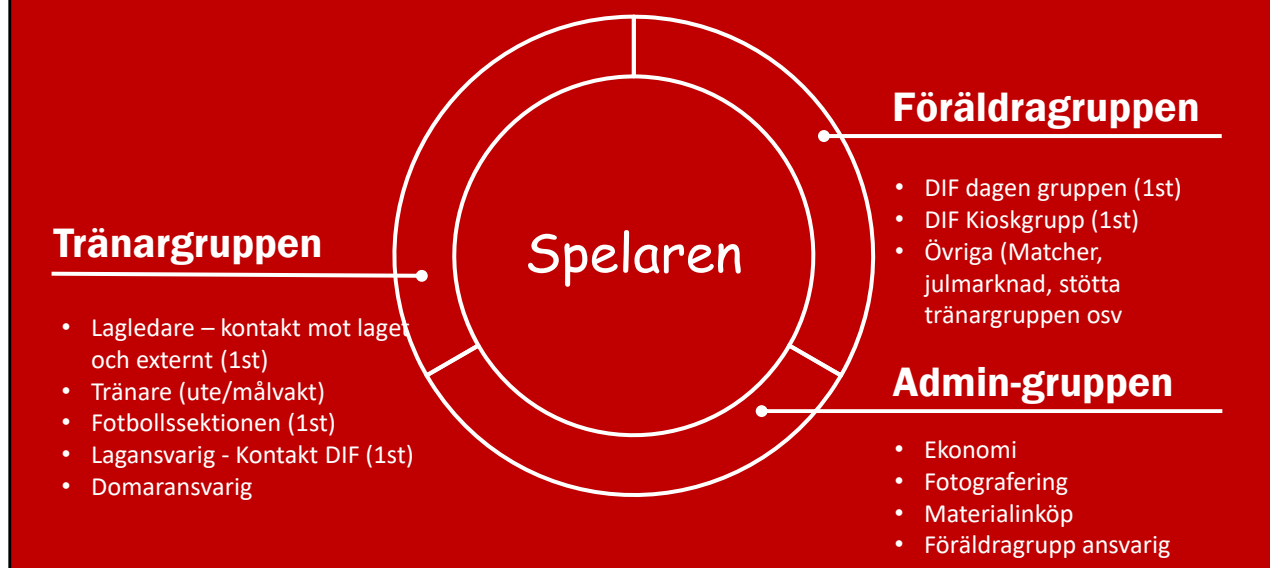 Tränargruppen
• Lagledare – kontakt mot laget
och externt (1st)
• Tränare (ute/målvakt)
• Fotbollssektionen (1st)
• Lagansvarig - Kontakt DIF (1st)
• Domaransvarig
Spelaren
Föräldragruppen
• DIF dagen gruppen (1st)
• DIF Kioskgrupp (1st)
• Övriga (Matcher,
julmarknad, stötta
tränargruppen osv
Admin-gruppen
• Ekonomi
• Fotografering
• Materialinköp
• Föräldragrupp ansvarig